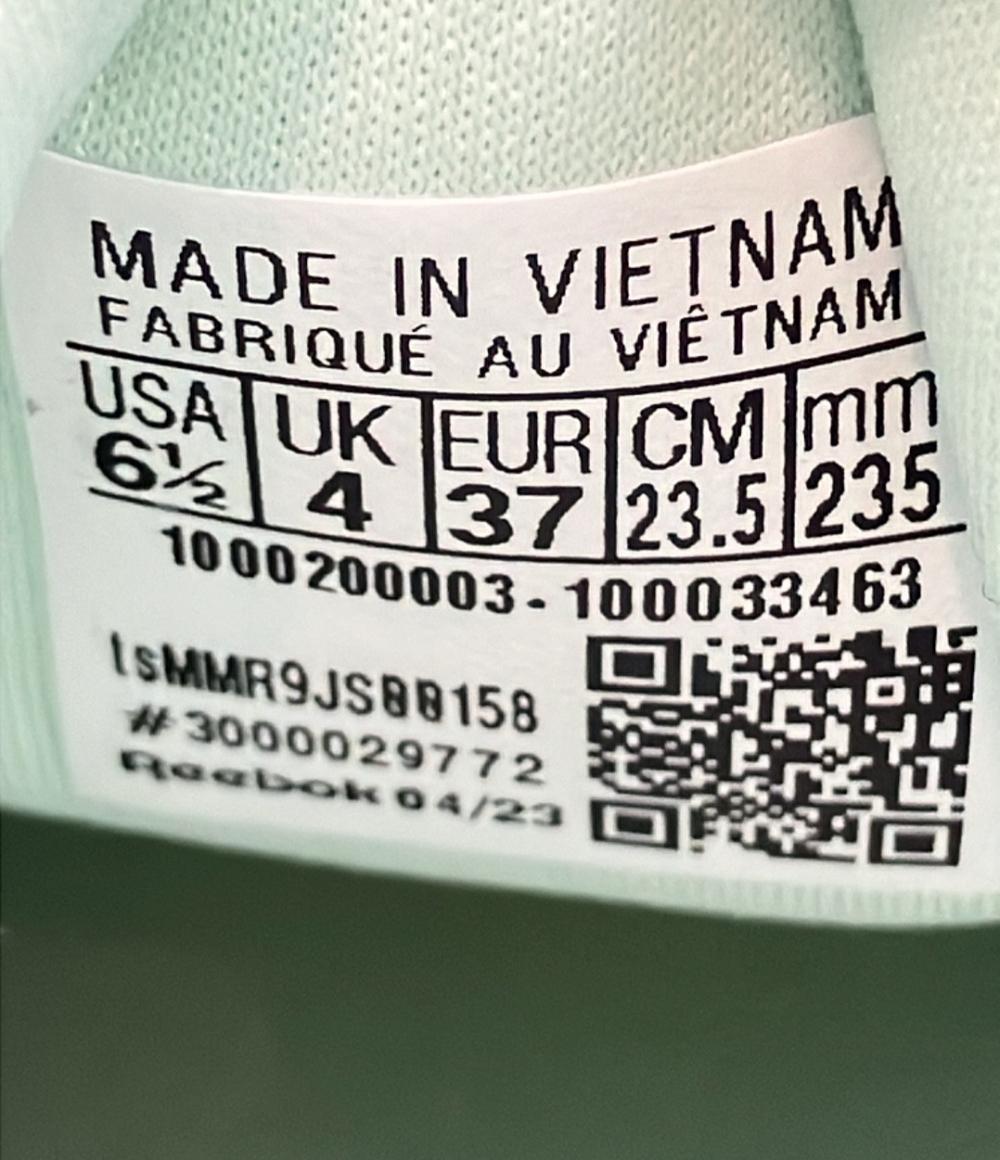 MADE IN VIETNAM
FABRIQUÉ AU VIÊTNAM
USA UK EUR CM mm
6½ 4 37 23.5 235
1000200003-100033463
tsMMR9JS00158
#3000029772
Reebok 04/23